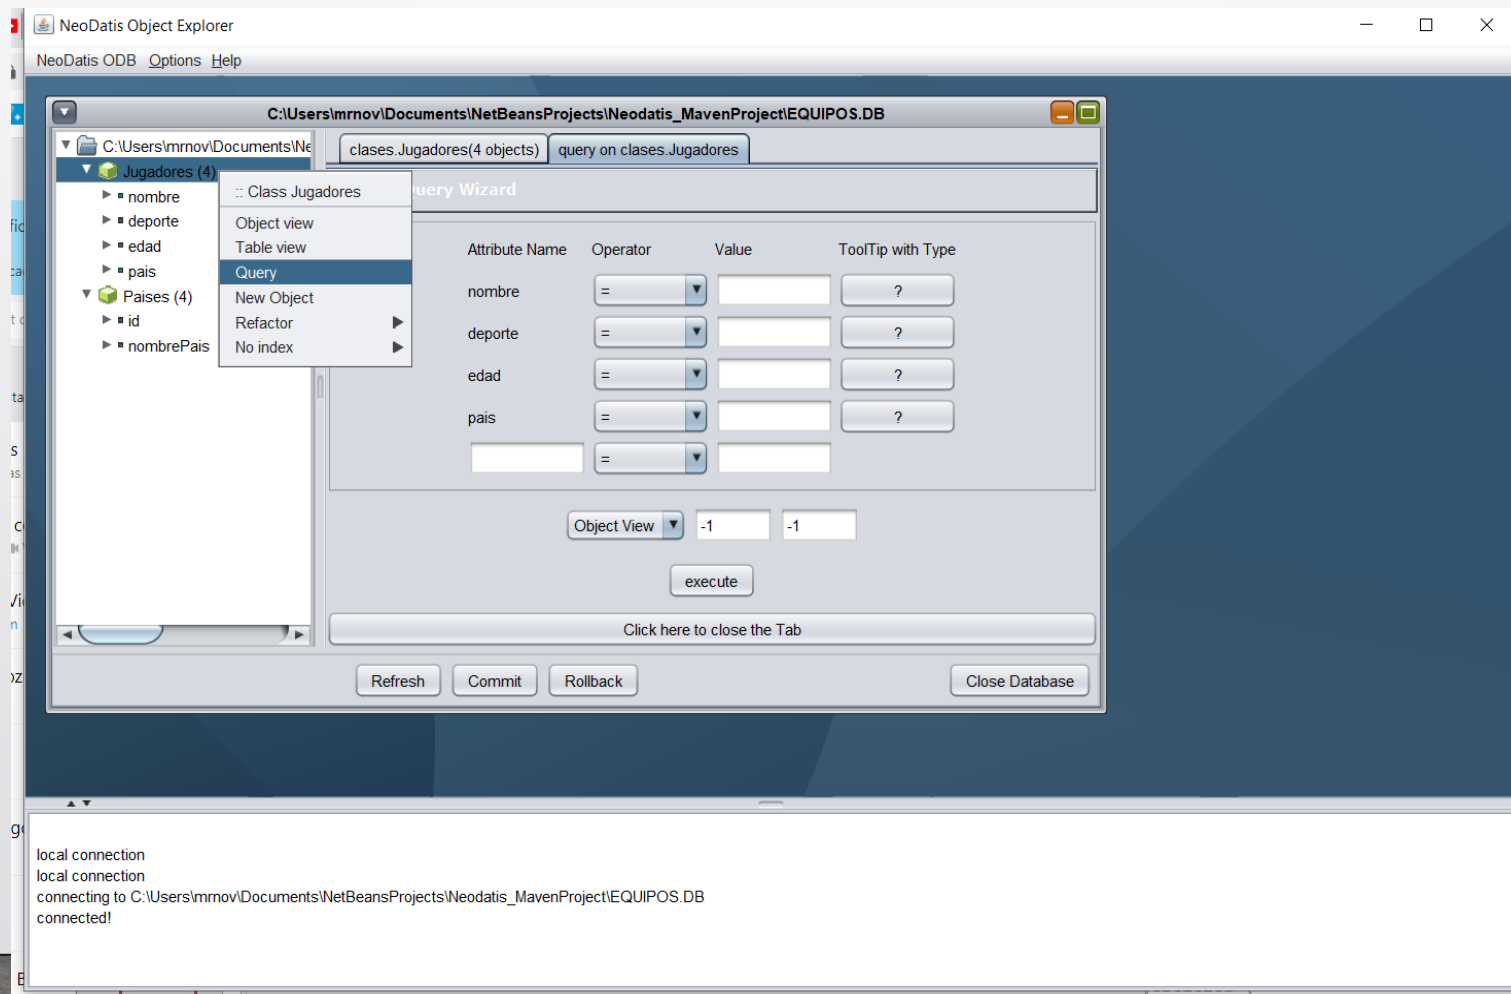 NeoDatis Object Explorer
NeoDatis ODB Options Help
C:\Users\mrnov\Documents\NetBeansProjects\Neodatis_MavenProject\EQUIPOS.DB
C:\Users\mrnov\Documents\Ne
Jugadores (4)
nombre
deporte
edad
pais
Paises (4)
id
nombrePais
:: Class Jugadores
Object view
Table view
Query
New Object
Refactor
No index
clases.Jugadores(4 objects) query on clases.Jugadores
Wizard
Attribute Name Operator Value ToolTip with Type
nombre = ?
deporte = ?
edad = ?
pais = ?
=
Object View -1 -1
execute
Click here to close the Tab
Refresh Commit Rollback Close Database
local connection
local connection
connecting to C:\Users\mrnov\Documents\NetBeansProjects\Neodatis_MavenProject\EQUIPOS.DB
connected!